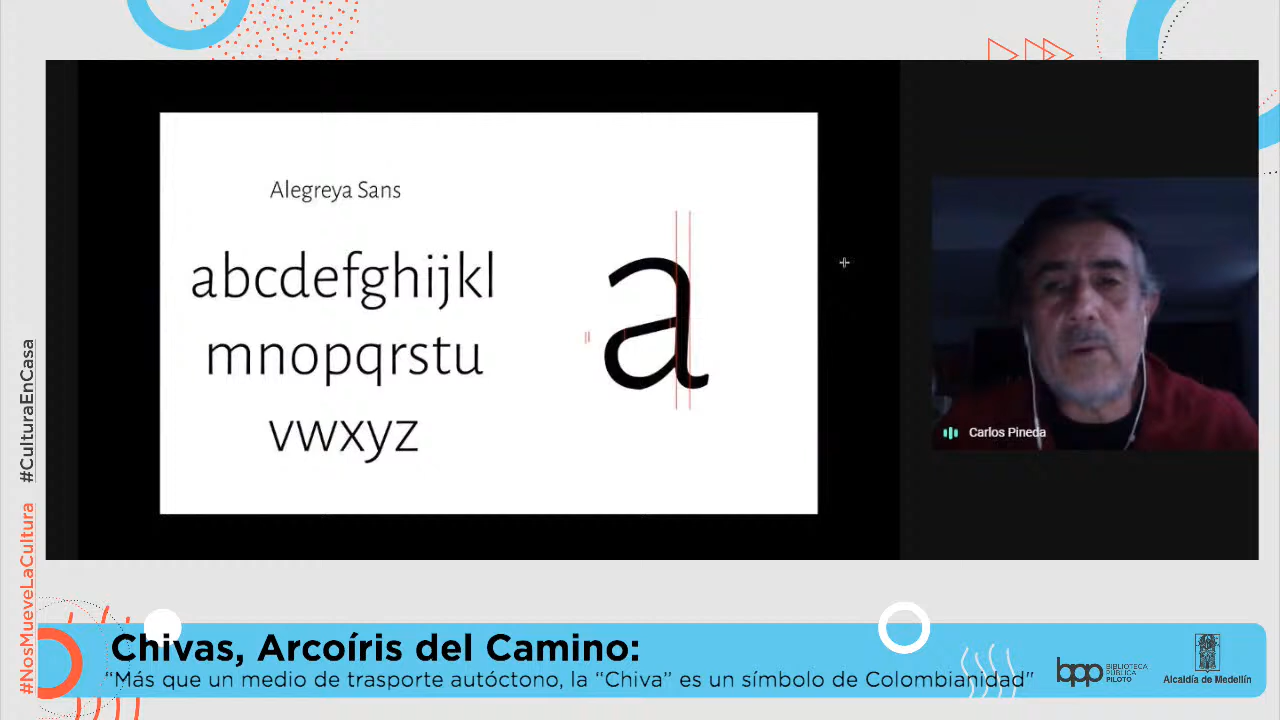 Alegreya Sans
abcdefghijkl
mnopqrstu
vwxyz
a
Carlos Pineda
#NosMueveLaCultura #CulturaEnCasa
Chivas, Arcoíris del Camino:
“Más que un medio de trasporte autóctono, la “Chiva” es un símbolo de Colombianidad”
bpp
BIBLIOTECA
PÚBLICA
PILOTO
Alcaldía de Medellín